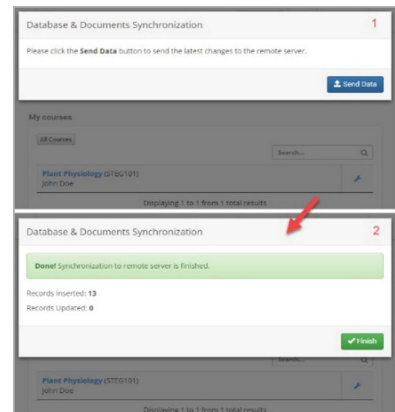 Database & Documents Synchronization
1
Please click the Send Data button to send the latest changes to the remote server.
Send Data
My courses
All Courses
Search...
Plant Physiology (STEG101)
John Doe
Displaying 1 to 1 from 1 total results
Database & Documents Synchronization
2
Done! Synchronization to remote server is finished.
Records Inserted: 13
Records Updated: 0
Finish
Search...
Plant Physiology (STEG101)
John Doe
Displaying 1 to 1 from 1 total results